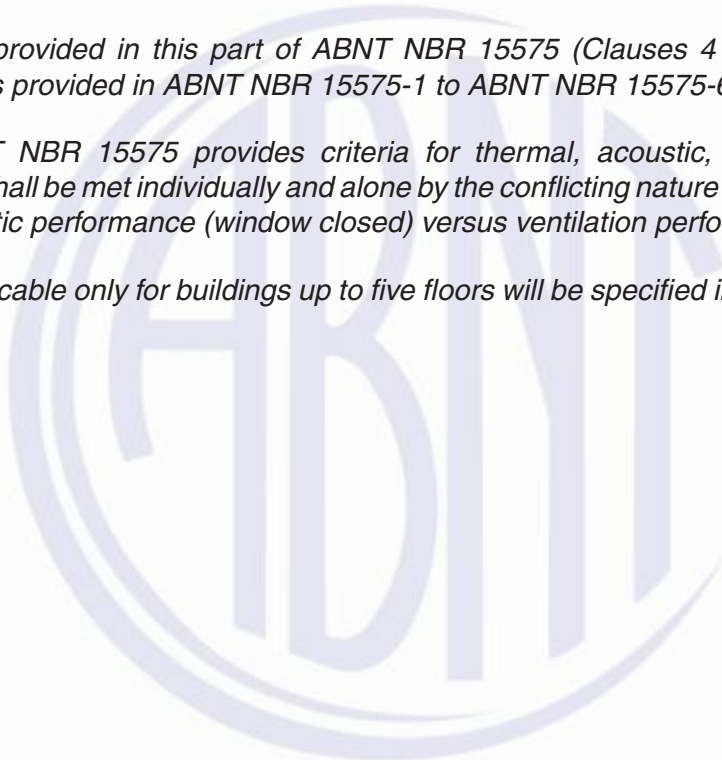 provided in this part of ABNT NBR 15575 (Clauses 4
s provided in ABNT NBR 15575-1 to ABNT NBR 15575-6
NBR 15575 provides criteria for thermal, acoustic,
hall be met individually and alone by the conflicting nature
tic performance (window closed) versus ventilation perfo
cable only for buildings up to five floors will be specified i
ABNT